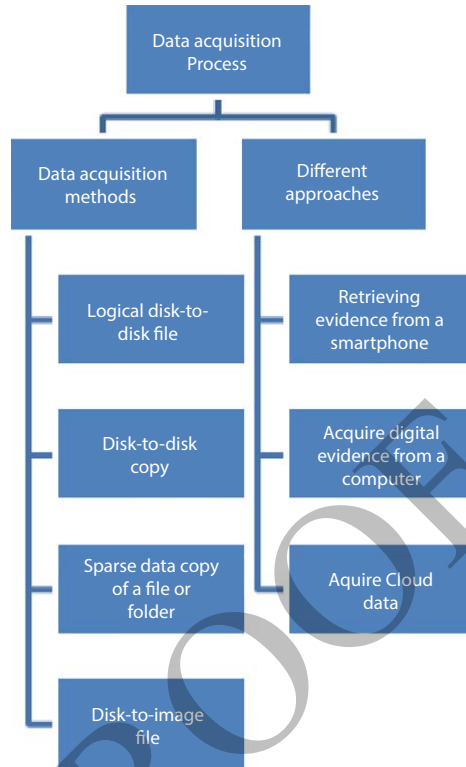 Data acquisition
Process
Data acquisition
methods
Different
approaches
Logical disk-to-
disk file
Retrieving
evidence from a
smartphone
Disk-to-disk
copy
Acquire digital
evidence from a
computer
Sparse data copy
of a file or
folder
Aquire Cloud
data
Disk-to-image
file
PROOF